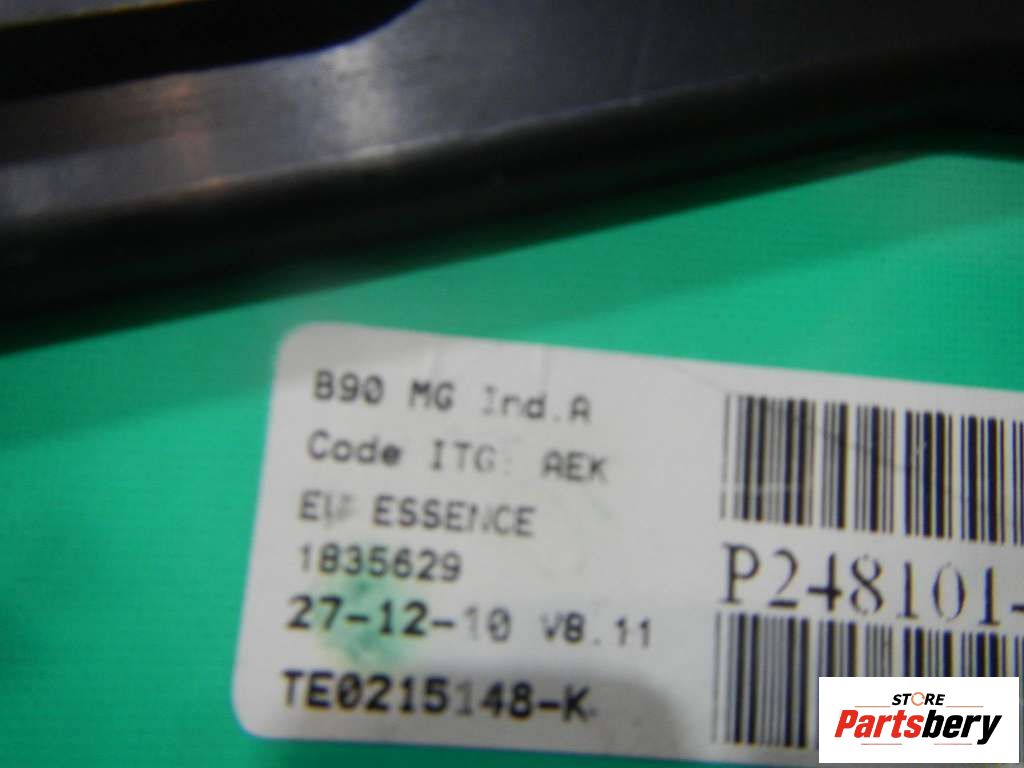 B90 MG Ind.A
Code ITG: AEK
ESSENCE
1835629
27-12-10 V8.11
TE0215148-K
P248101-
STORE
Partsbery